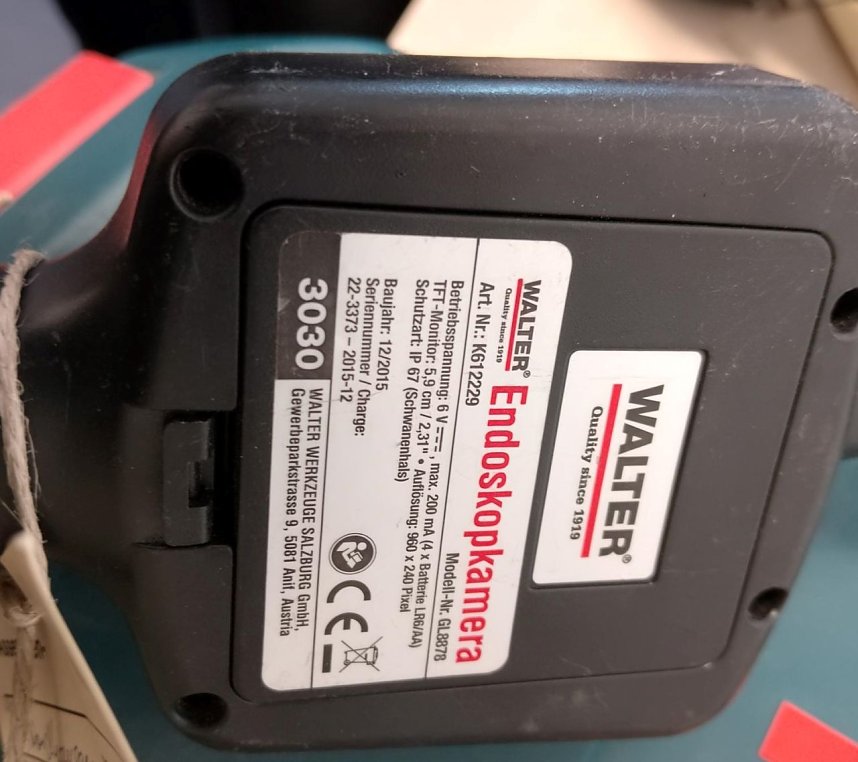 WALTER®
Quality since 1919
WALTER®
Quality since 1919
Endoskopkamera
Art. Nr.: K612229
Modell-Nr. GL8878
Betriebsspannung: 6 V ⎓, max. 200 mA (4 x Batterie LR6/AA)
TFT-Monitor: 5,9 cm / 2,31" • Auflösung: 960 x 240 Pixel
Schutzart: IP 67 (Schwanenhals)
Baujahr: 12/2015
Seriennummer / Charge:
22-3373 – 2015-12
CE
3030
WALTER WERKZEUGE SALZBURG GmbH,
Gewerbeparkstrasse 9, 5081 Anif, Austria